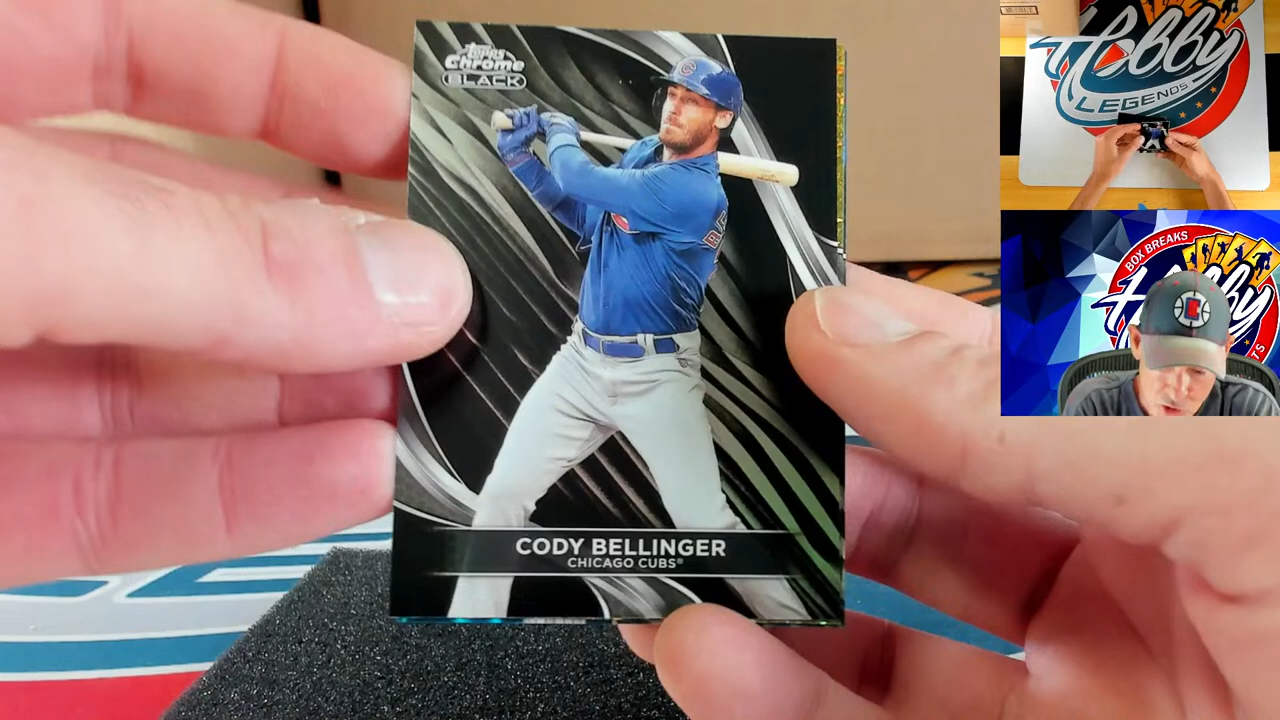 Topps
Chrome
BLACK
CODY BELLINGER
CHICAGO CUBS®
Hobby
LEGENDS
BOX BREAKS
Hobby